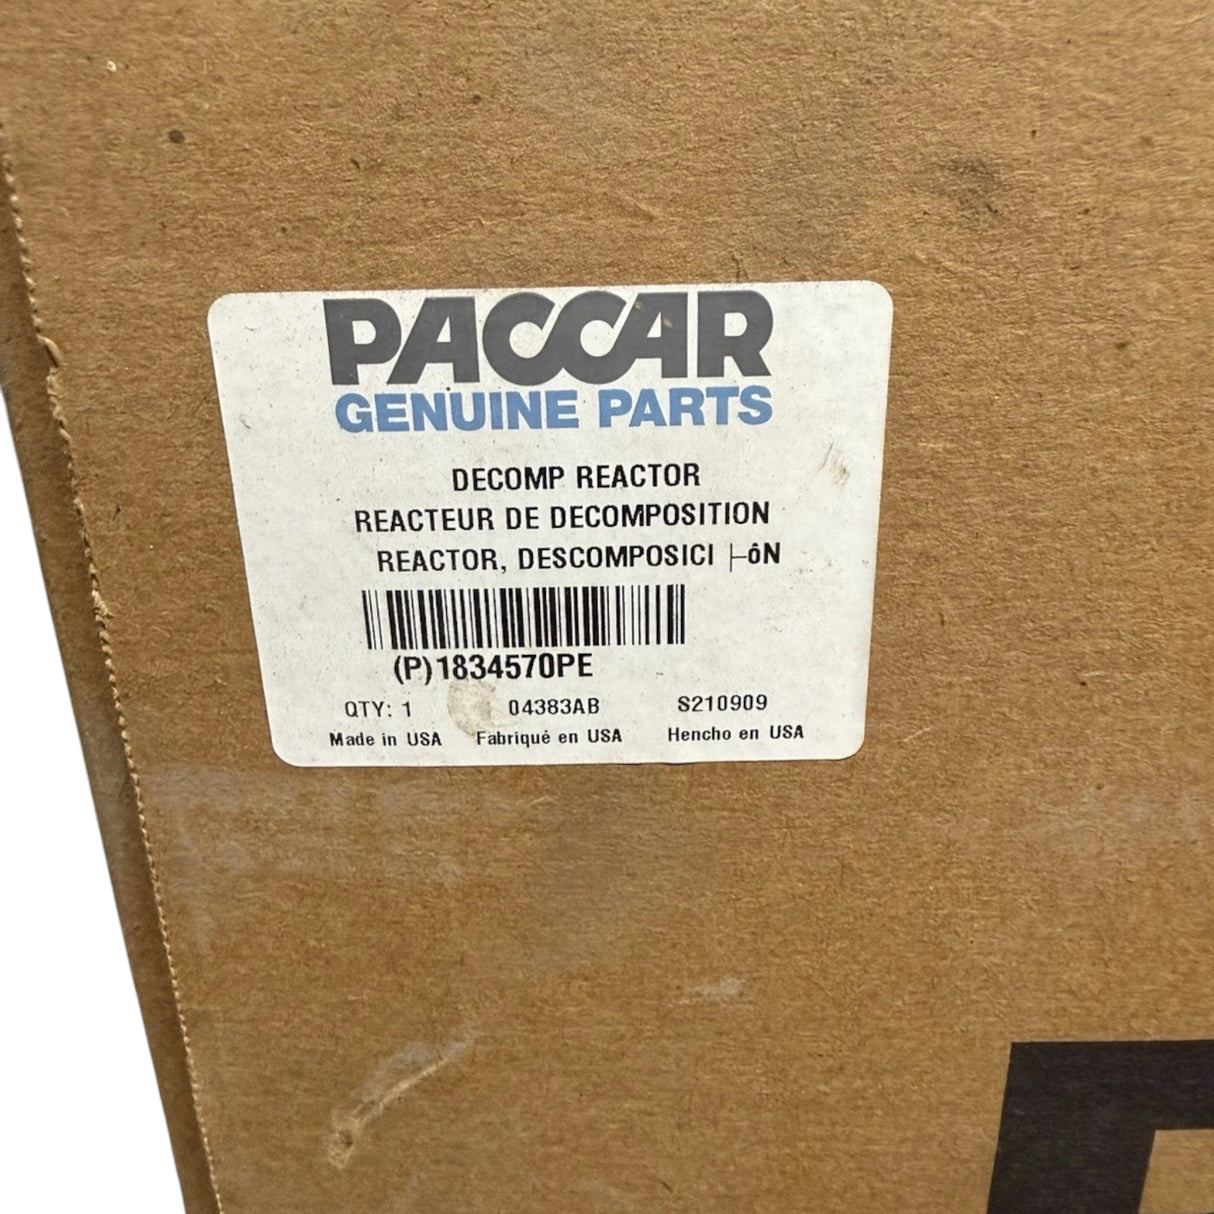 PACCAR
GENUINE PARTS
DECOMP REACTOR
REACTEUR DE DECOMPOSITION
REACTOR, DESCOMPOSICI ├ôN
(P)1834570PE
QTY: 1 04383AB S210909
Made in USA Fabriqué en USA Hencho en USA